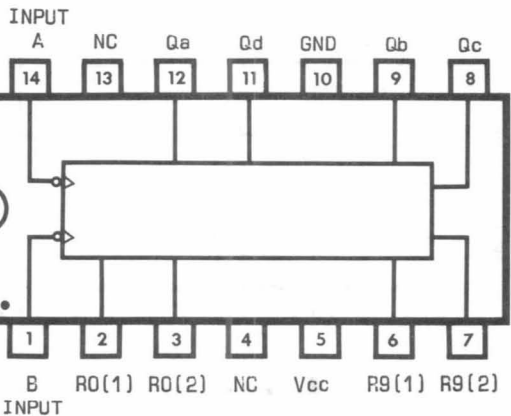 INPUT
A NC Qa Qd GND Qb Qc
14 13 12 11 10 9 8
1 2 3 4 5 6 7
B R0(1) R0(2) NC Vcc R9(1) R9(2)
INPUT